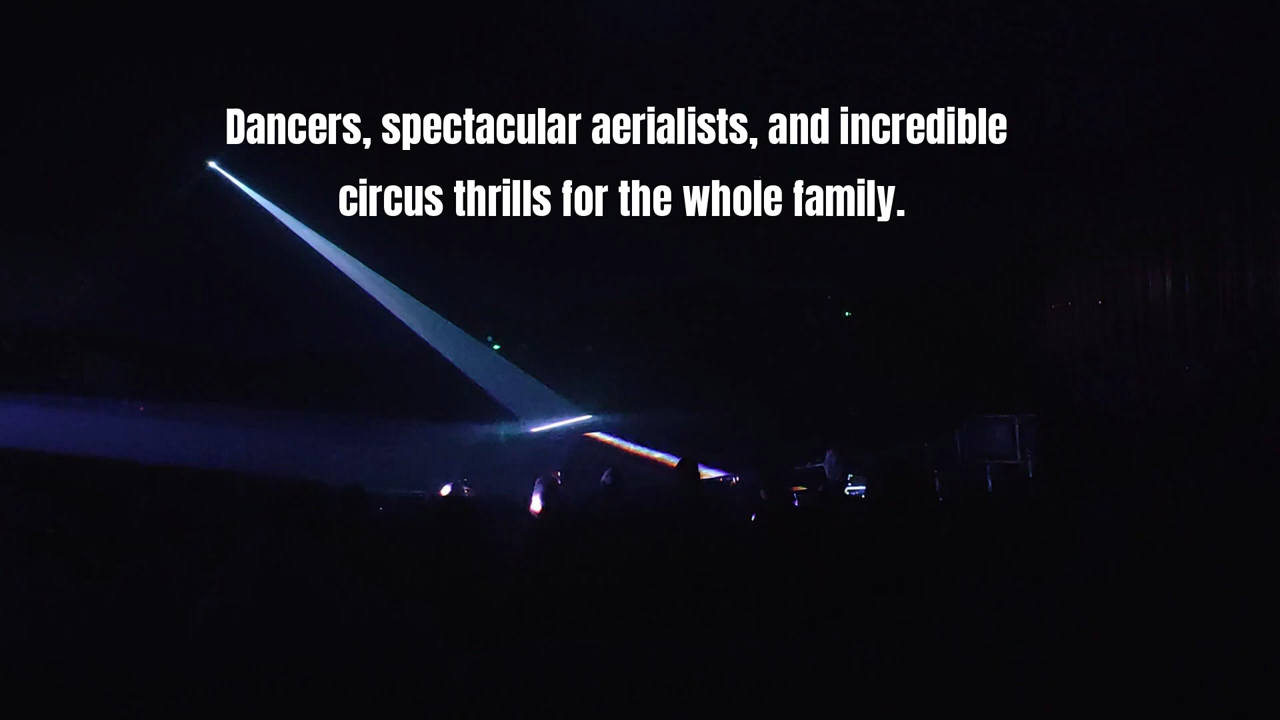 Dancers, spectacular aerialists, and incredible
circus thrills for the whole family.